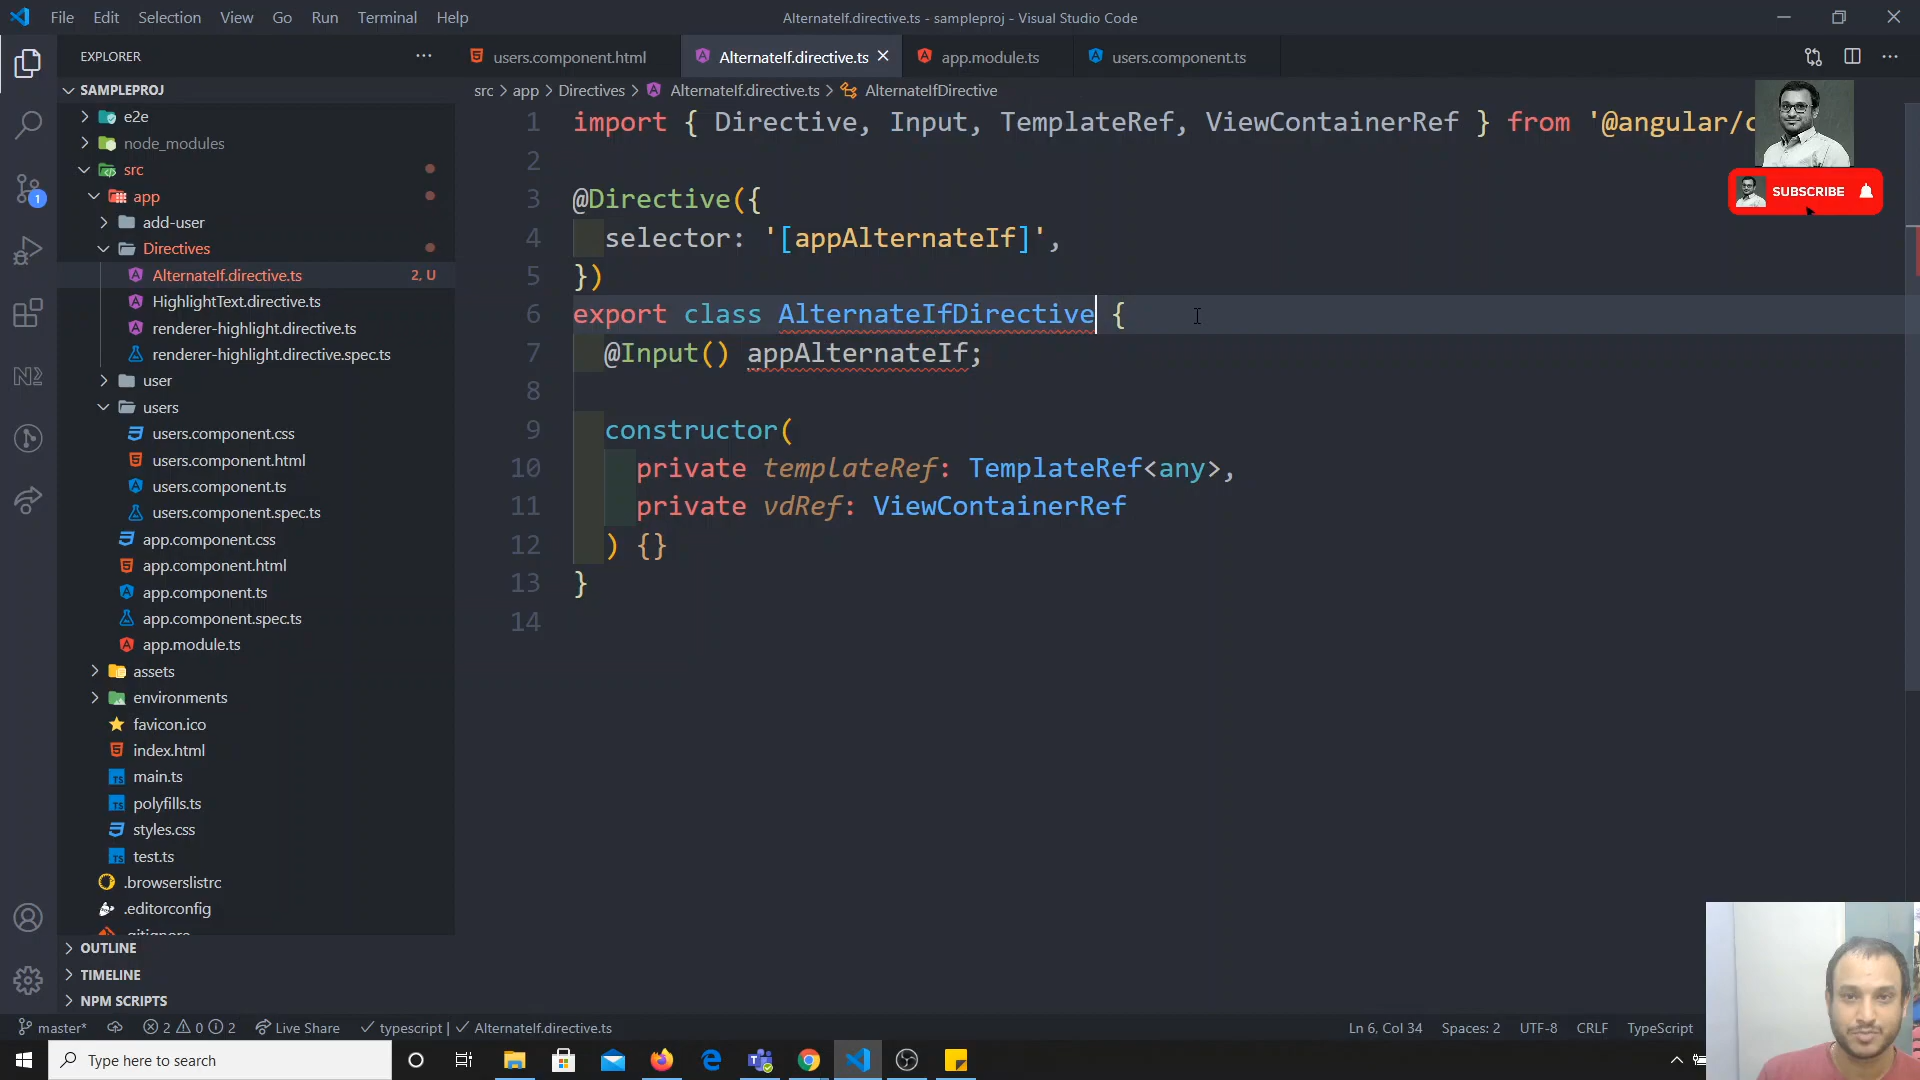 File Edit Selection View Go Run Terminal Help
AlternateIf.directive.ts - sampleproj - Visual Studio Code
EXPLORER
users.component.html
AlternateIf.directive.ts
app.module.ts
users.component.ts
SAMPLEPROJ
src > app > Directives > AlternateIf.directive.ts > AlternateIfDirective
e2e
node_modules
src
app
add-user
Directives
AlternateIf.directive.ts 2, U
HighlightText.directive.ts
renderer-highlight.directive.ts
renderer-highlight.directive.spec.ts
user
users
users.component.css
users.component.html
users.component.ts
users.component.spec.ts
app.component.css
app.component.html
app.component.ts
app.component.spec.ts
app.module.ts
assets
environments
favicon.ico
index.html
main.ts
polyfills.ts
styles.css
test.ts
.browserslistrc
.editorconfig
.gitignore
OUTLINE
TIMELINE
NPM SCRIPTS
1
N
1 import { Directive, Input, TemplateRef, ViewContainerRef } from '@angular/c
2
3 @Directive({
4 selector: '[appAlternateIf]',
5 })
6 export class AlternateIfDirective {
7 @Input() appAlternateIf;
8
9 constructor(
10 private templateRef: TemplateRef<any>,
11 private vdRef: ViewContainerRef
12 ) {}
13 }
14
SUBSCRIBE
master* 2 0 2 Live Share typescript | AlternateIf.directive.ts
Ln 6, Col 34 Spaces: 2 UTF-8 CRLF TypeScript
Type here to search